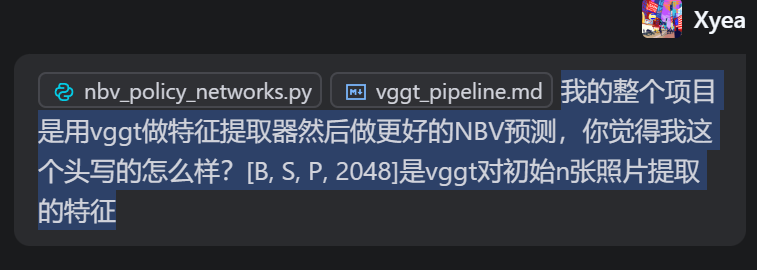 Xyea
nbv_policy_networks.py vggt_pipeline.md 我的整个项目
是用vggt做特征提取器然后做更好的NBV预测，你觉得我这
个头写的怎么样？[B, S, P, 2048]是vggt对初始n张照片提取
的特征